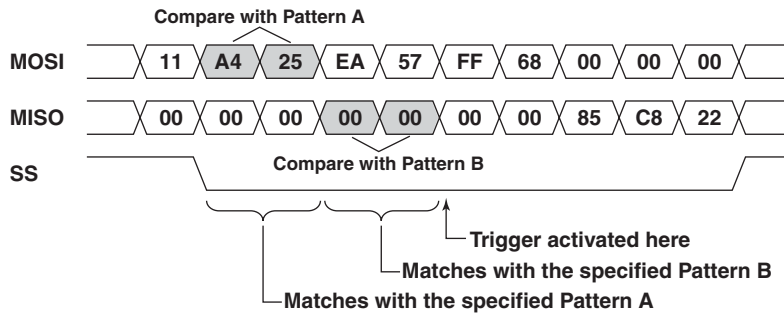 Compare with Pattern A
MOSI 11 A4 25 EA 57 FF 68 00 00 00
MISO 00 00 00 00 00 00 00 85 C8 22
Compare with Pattern B
SS
Trigger activated here
Matches with the specified Pattern B
Matches with the specified Pattern A